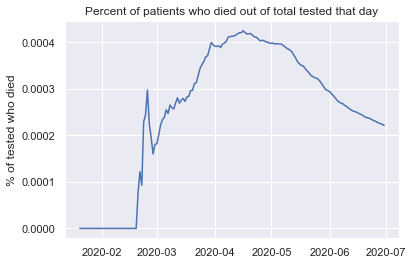 Percent of patients who died out of total tested that day
% of tested who died
0.0004
0.0003
0.0002
0.0001
0.0000
2020-02 2020-03 2020-04 2020-05 2020-06 2020-07